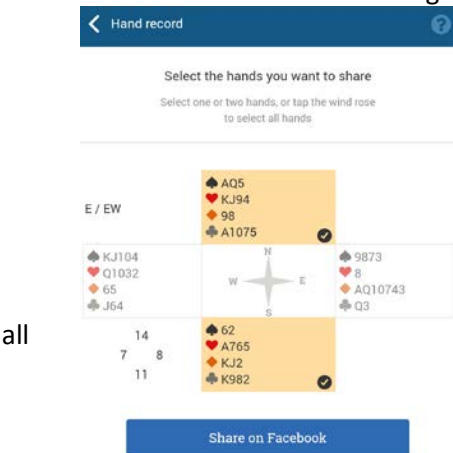 Hand record
?
Select the hands you want to share
Select one or two hands, or tap the wind rose
to select all hands
E / EW
♠ AQ5
♥ KJ94
♦ 98
♣ A1075
♠ KJ104
♥ Q1032
♦ 65
♣ J64
N
W E
S
♠ 9873
♥ 8
♦ AQ10743
♣ Q3
all
14
7 8
11
♠ 62
♥ A765
♦ KJ2
♣ K982
Share on Facebook